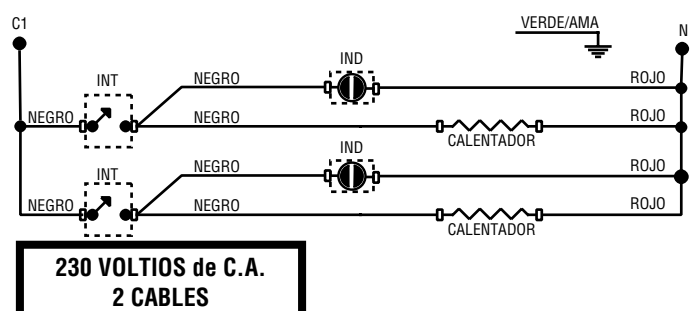 C1
VERDE/AMA
N
IND
INT
NEGRO
ROJO
NEGRO
NEGRO
ROJO
CALENTADOR
IND
INT
NEGRO
ROJO
NEGRO
NEGRO
ROJO
CALENTADOR
230 VOLTIOS de C.A.
2 CABLES